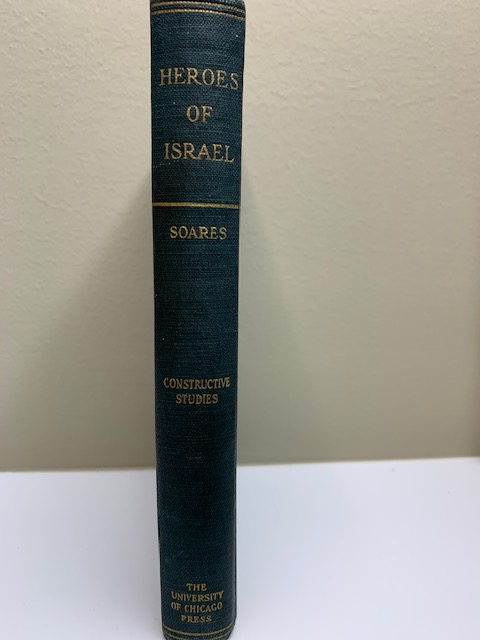 HEROES
OF
ISRAEL
SOARES
CONSTRUCTIVE
STUDIES
THE
UNIVERSITY
OF CHICAGO
PRESS